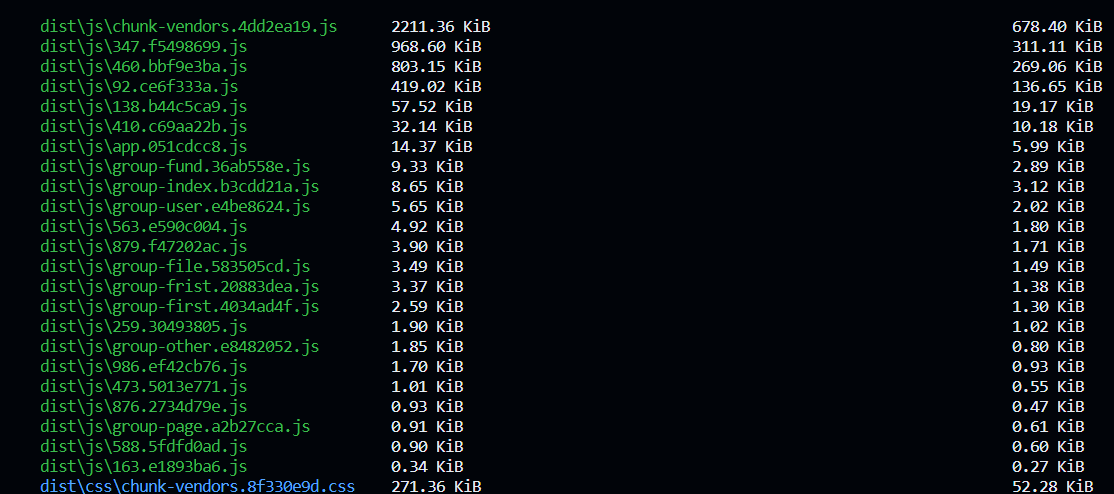 dist\js\chunk-vendors.4dd2ea19.js 2211.36 KiB 678.40 KiB
dist\js\347.f5498699.js 968.60 KiB 311.11 KiB
dist\js\460.bbf9e3ba.js 803.15 KiB 269.06 KiB
dist\js\92.ce6f333a.js 419.02 KiB 136.65 KiB
dist\js\138.b44c5ca9.js 57.52 KiB 19.17 KiB
dist\js\410.c69aa22b.js 32.14 KiB 10.18 KiB
dist\js\app.051cdcc8.js 14.37 KiB 5.99 KiB
dist\js\group-fund.36ab558e.js 9.33 KiB 2.89 KiB
dist\js\group-index.b3cdd21a.js 8.65 KiB 3.12 KiB
dist\js\group-user.e4be8624.js 5.65 KiB 2.02 KiB
dist\js\563.e590c004.js 4.92 KiB 1.80 KiB
dist\js\879.f47202ac.js 3.90 KiB 1.71 KiB
dist\js\group-file.583505cd.js 3.49 KiB 1.49 KiB
dist\js\group-frist.20883dea.js 3.37 KiB 1.38 KiB
dist\js\group-first.4034ad4f.js 2.59 KiB 1.30 KiB
dist\js\259.30493805.js 1.90 KiB 1.02 KiB
dist\js\group-other.e8482052.js 1.85 KiB 0.80 KiB
dist\js\986.ef42cb76.js 1.70 KiB 0.93 KiB
dist\js\473.5013e771.js 1.01 KiB 0.55 KiB
dist\js\876.2734d79e.js 0.93 KiB 0.47 KiB
dist\js\group-page.a2b27cca.js 0.91 KiB 0.61 KiB
dist\js\588.5fdfd0ad.js 0.90 KiB 0.60 KiB
dist\js\163.e1893ba6.js 0.34 KiB 0.27 KiB
dist\css\chunk-vendors.8f330e9d.css 271.36 KiB 52.28 KiB